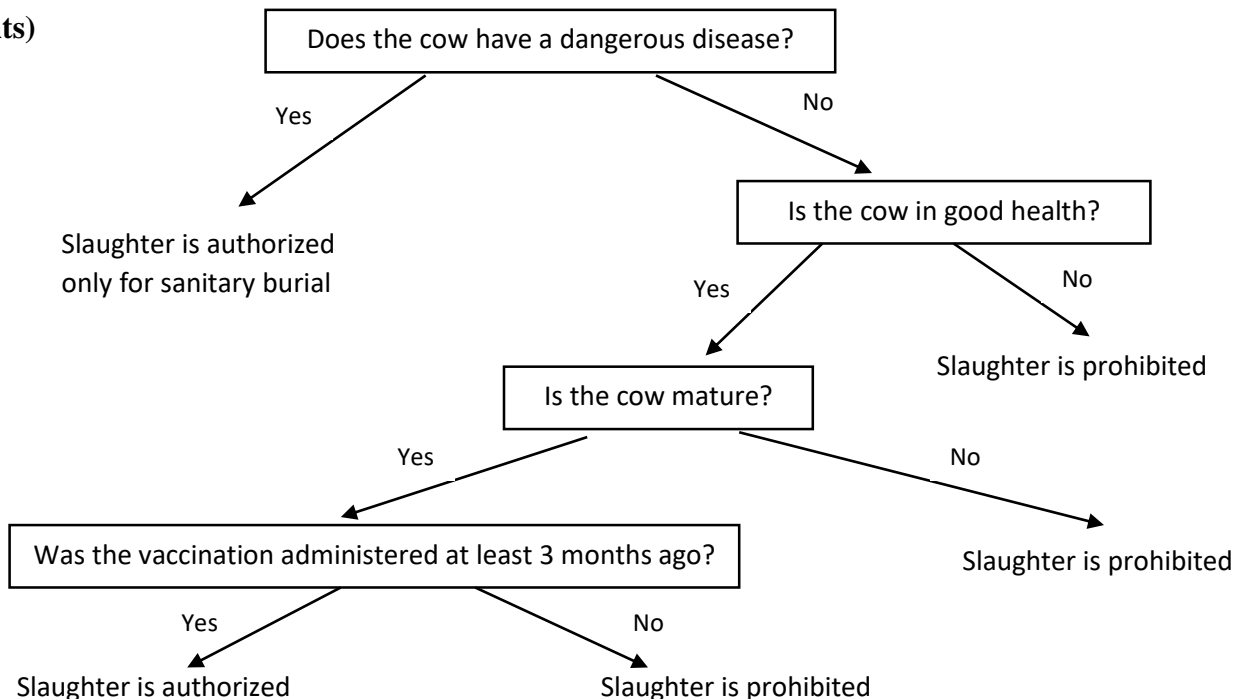 ts)
Does the cow have a dangerous disease?
Yes
No
Is the cow in good health?
Slaughter is authorized
only for sanitary burial
Yes
No
Slaughter is prohibited
Is the cow mature?
Yes
No
Was the vaccination administered at least 3 months ago?
Slaughter is prohibited
Yes
No
Slaughter is authorized
Slaughter is prohibited